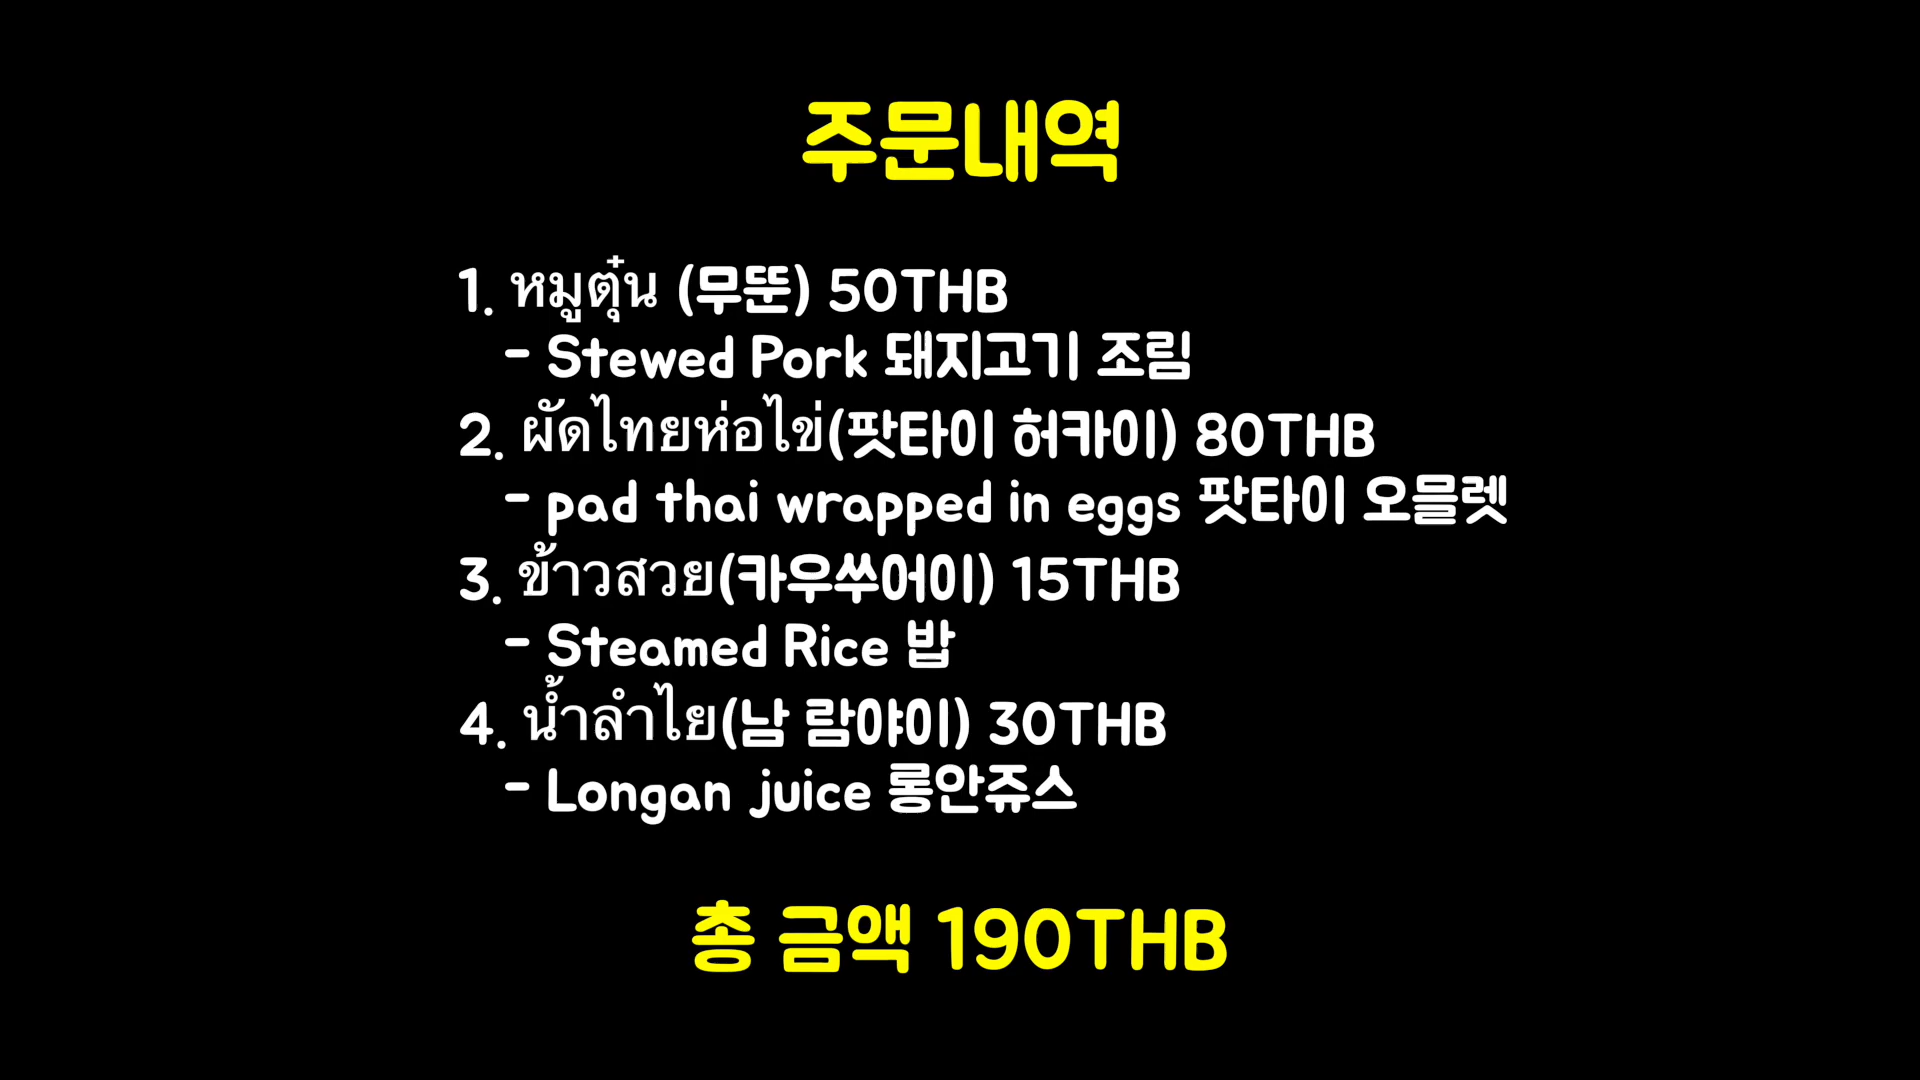 주문내역
1. หมูตุ๋น (무뚠) 50THB
- Stewed Pork 돼지고기 조림
2. ผัดไทยห่อไข่(팟타이 허카이) 80THB
- pad thai wrapped in eggs 팟타이 오믈렛
3. ข้าวสวย(카우쑤어이) 15THB
- Steamed Rice 밥
4. น้ำลำไย(남 람야이) 30THB
- Longan juice 롱안쥬스
총 금액 190THB